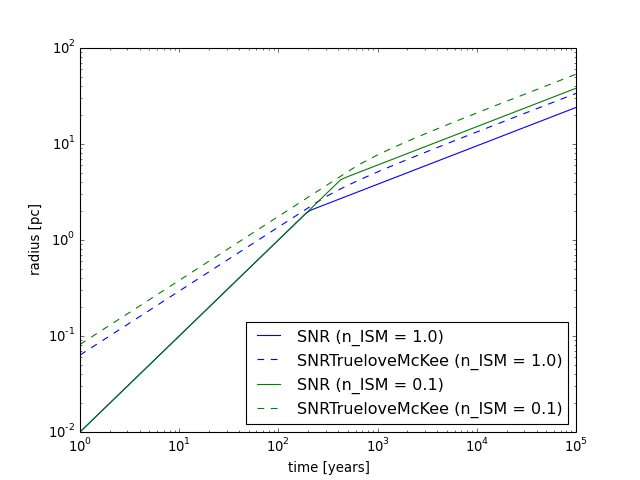 10^2
10^1
10^0
10^-1
10^-2
radius [pc]
SNR (n_ISM = 1.0)
SNRTrueloveMcKee (n_ISM = 1.0)
SNR (n_ISM = 0.1)
SNRTrueloveMcKee (n_ISM = 0.1)
10^0 10^1 10^2 10^3 10^4 10^5
time [years]